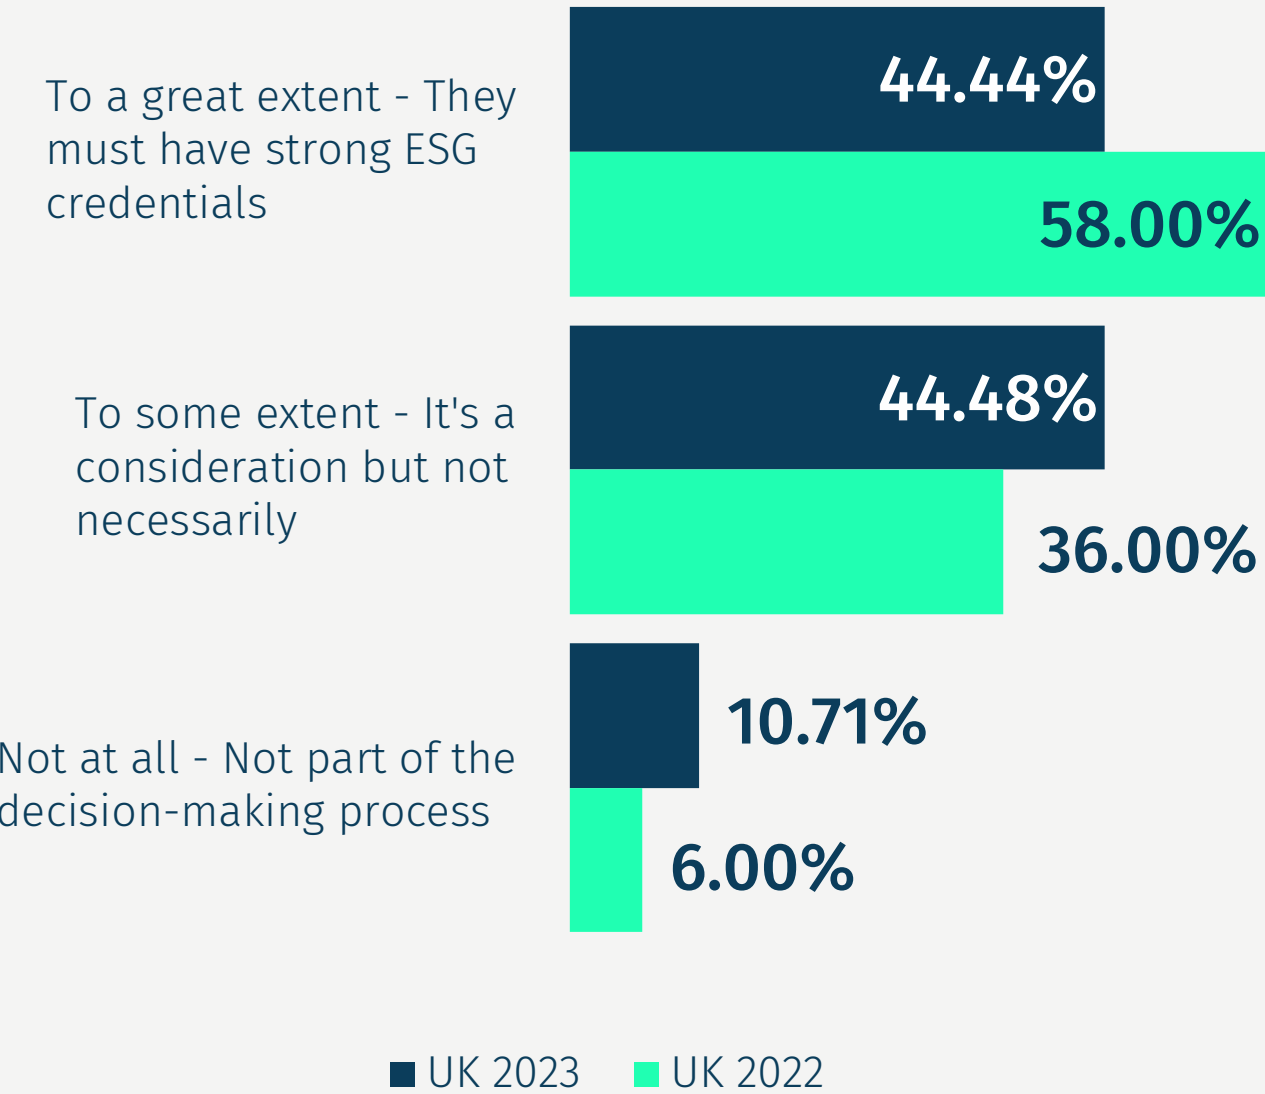 To a great extent - They
must have strong ESG
credentials
44.44%
58.00%
To some extent - It's a
consideration but not
necessarily
44.48%
36.00%
Not at all - Not part of the
decision-making process
10.71%
6.00%
UK 2023
UK 2022